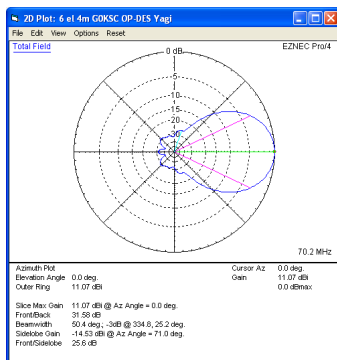 2D Plot: 6 el 4m G0KSC OP-DES Yagi
File Edit View Options Reset
Total Field
0 dB
EZNEC Pro/4
-5
-10
-15
-20
-30
70.2 MHz
Azimuth Plot
Cursor Az 0.0 deg.
Elevation Angle 0.0 deg.
Gain 11.07 dBi
Outer Ring 11.07 dBi
0.0 dBmax
Slice Max Gain 11.07 dBi @ Az Angle = 0.0 deg.
Front/Back 31.58 dB
Beamwidth 50.4 deg.; -3dB @ 334.8, 25.2 deg.
Sidelobe Gain -14.53 dBi @ Az Angle = 71.0 deg.
Front/Sidelobe 25.6 dB